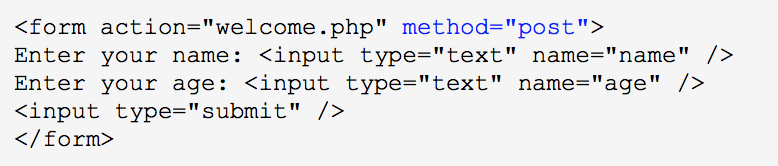 <form action="welcome.php" method="post">
Enter your name: <input type="text" name="name" />
Enter your age: <input type="text" name="age" />
<input type="submit" />
</form>